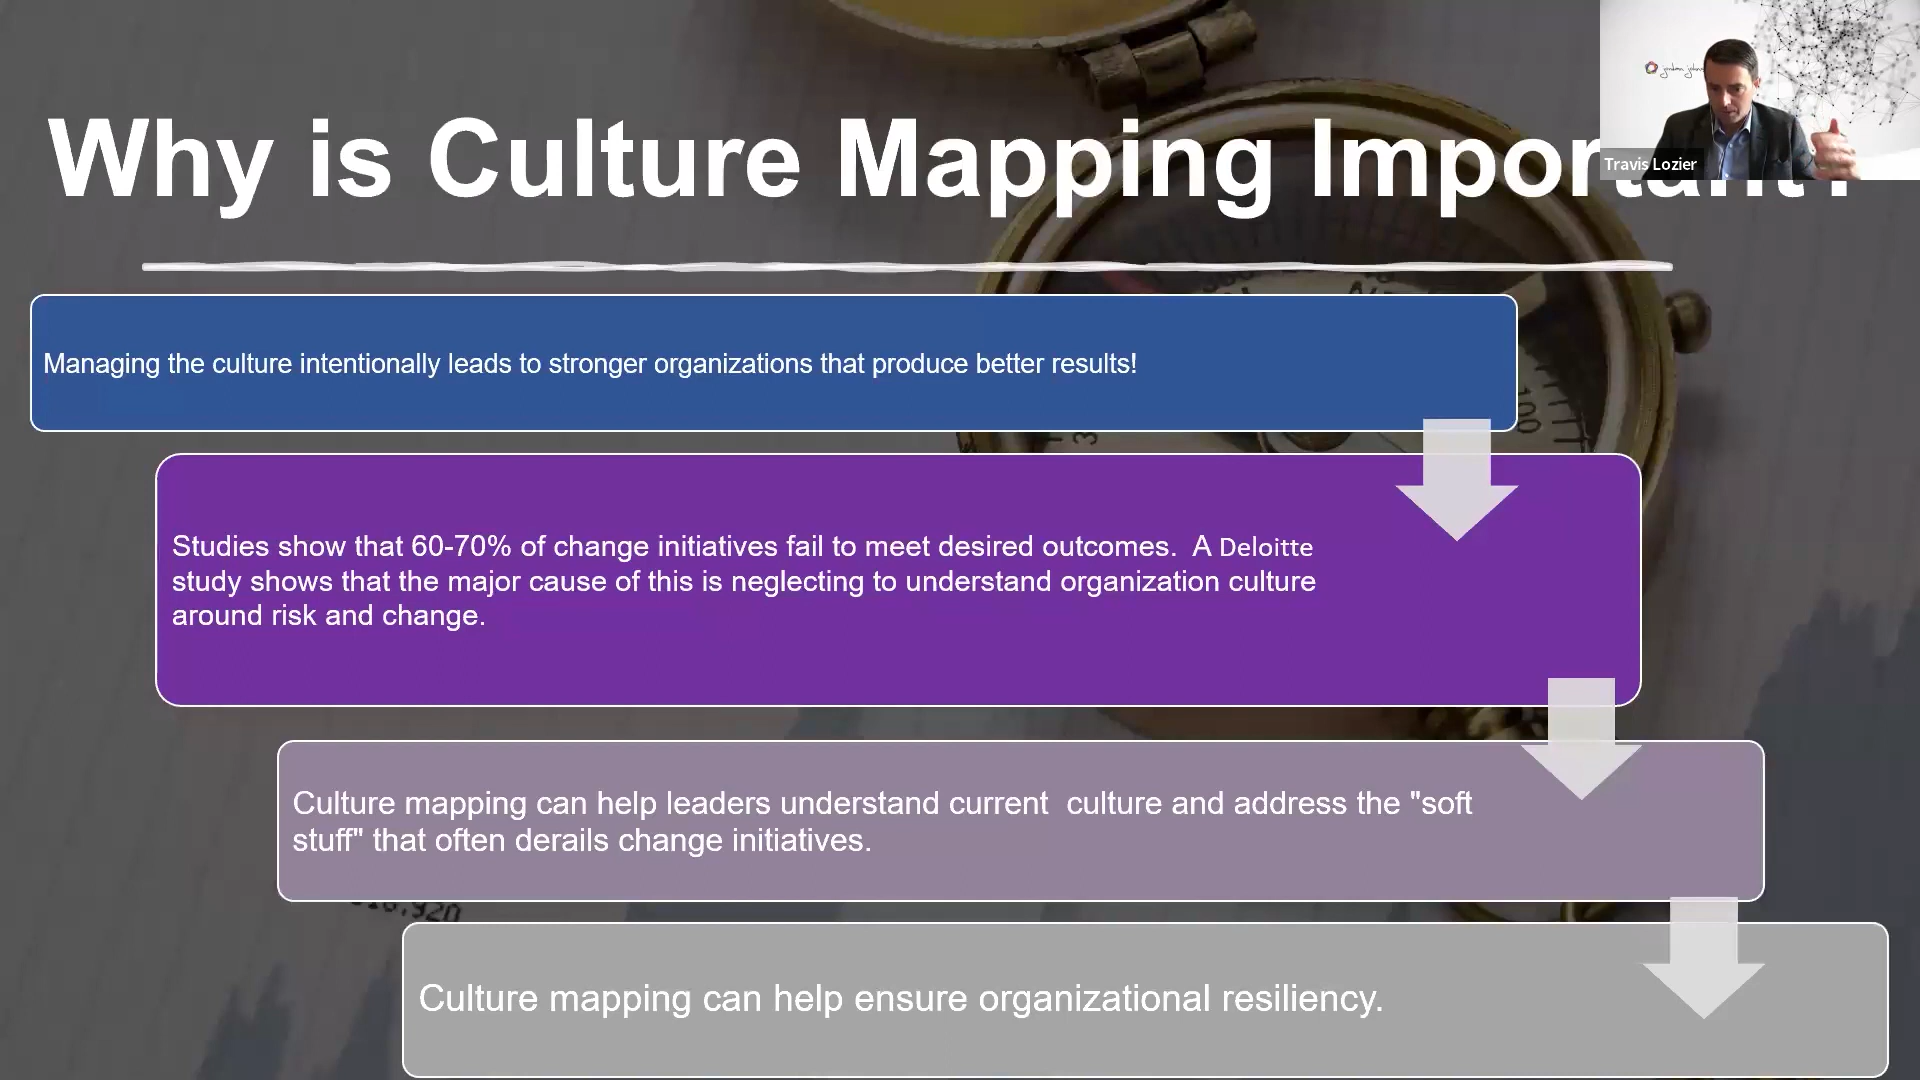 Why is Culture Mapping Important?
Travis Lozier
Managing the culture intentionally leads to stronger organizations that produce better results!
Studies show that 60-70% of change initiatives fail to meet desired outcomes.  A Deloitte
study shows that the major cause of this is neglecting to understand organization culture
around risk and change.
Culture mapping can help leaders understand current  culture and address the "soft
stuff" that often derails change initiatives.
Culture mapping can help ensure organizational resiliency.